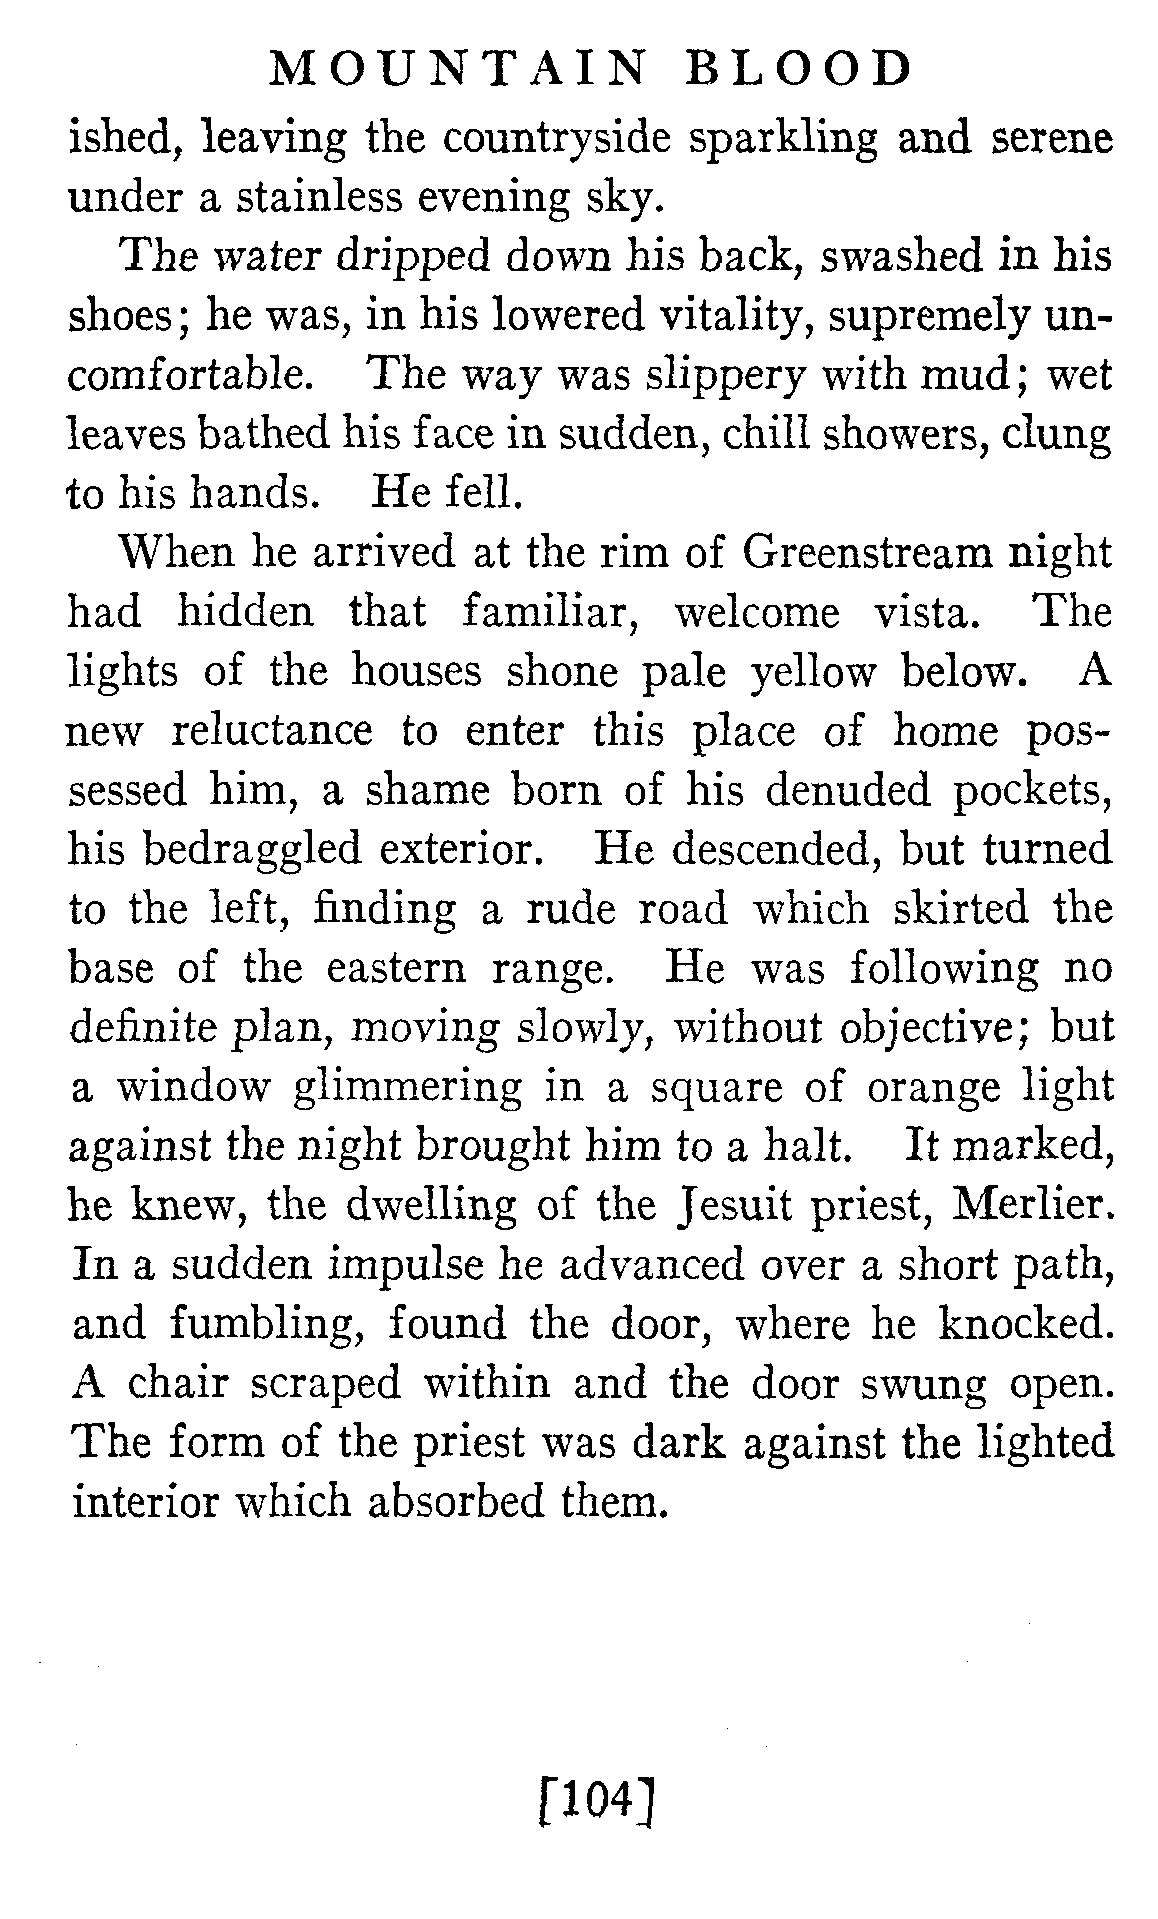 MOUNTAIN BLOOD
ished, leaving the countryside sparkling and serene
under a stainless evening sky.
The water dripped down his back, swashed in his
shoes; he was, in his lowered vitality, supremely un-
comfortable. The way was slippery with mud; wet
leaves bathed his face in sudden, chill showers, clung
to his hands. He fell.
When he arrived at the rim of Greenstream night
had hidden that familiar, welcome vista. The
lights of the houses shone pale yellow below. A
new reluctance to enter this place of home pos-
sessed him, a shame born of his denuded pockets,
his bedraggled exterior. He descended, but turned
to the left, finding a rude road which skirted the
base of the eastern range. He was following no
definite plan, moving slowly, without objective; but
a window glimmering in a square of orange light
against the night brought him to a halt. It marked,
he knew, the dwelling of the Jesuit priest, Merlier.
In a sudden impulse he advanced over a short path,
and fumbling, found the door, where he knocked.
A chair scraped within and the door swung open.
The form of the priest was dark against the lighted
interior which absorbed them.
[104]